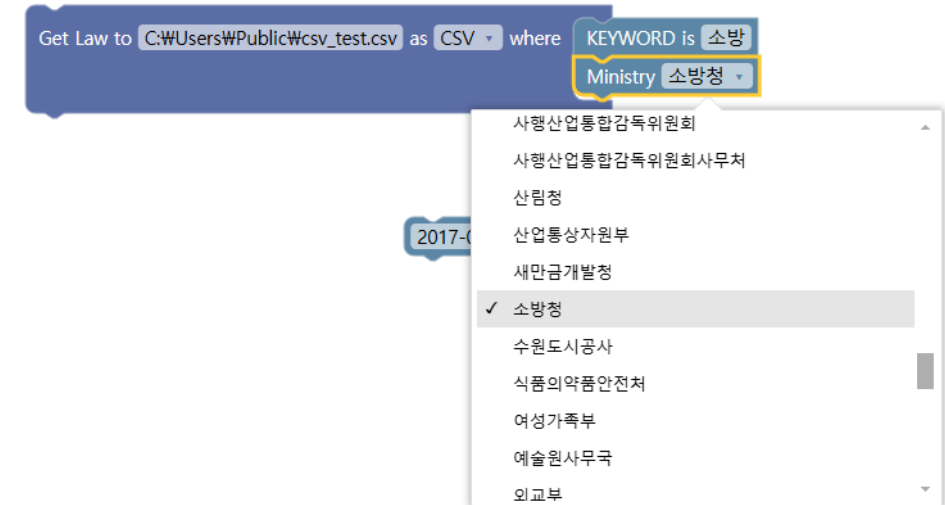 Get Law to C:₩Users₩Public₩csv_test.csv as CSV where KEYWORD is 소방
Ministry 소방청
사행산업통합감독위원회
사행산업통합감독위원회사무처
산림청
산업통상자원부
2017-0
새만금개발청
✓ 소방청
수원도시공사
식품의약품안전처
여성가족부
예술원사무국
외교부